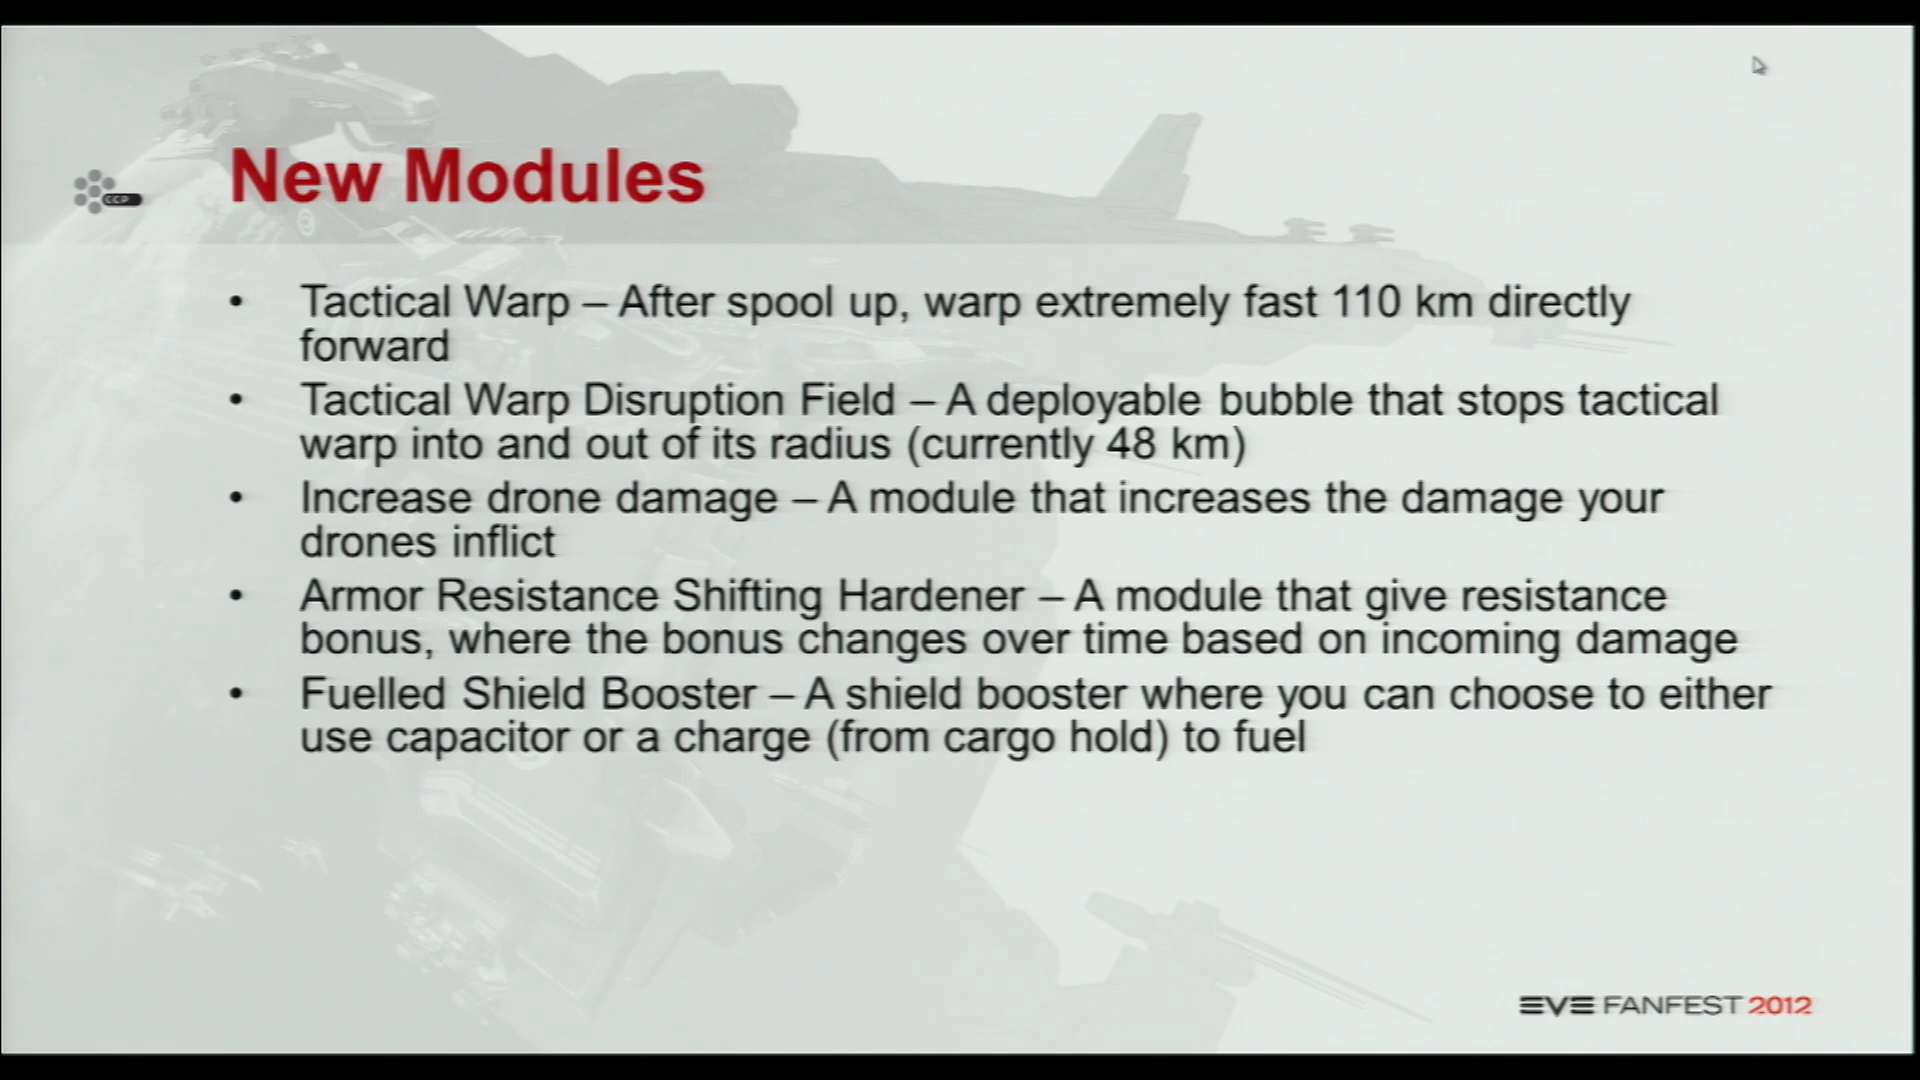 New Modules
CCP
• Tactical Warp – After spool up, warp extremely fast 110 km directly
forward
• Tactical Warp Disruption Field – A deployable bubble that stops tactical
warp into and out of its radius (currently 48 km)
• Increase drone damage – A module that increases the damage your
drones inflict
• Armor Resistance Shifting Hardener – A module that give resistance
bonus, where the bonus changes over time based on incoming damage
• Fuelled Shield Booster – A shield booster where you can choose to either
use capacitor or a charge (from cargo hold) to fuel
EVE FANFEST 2012